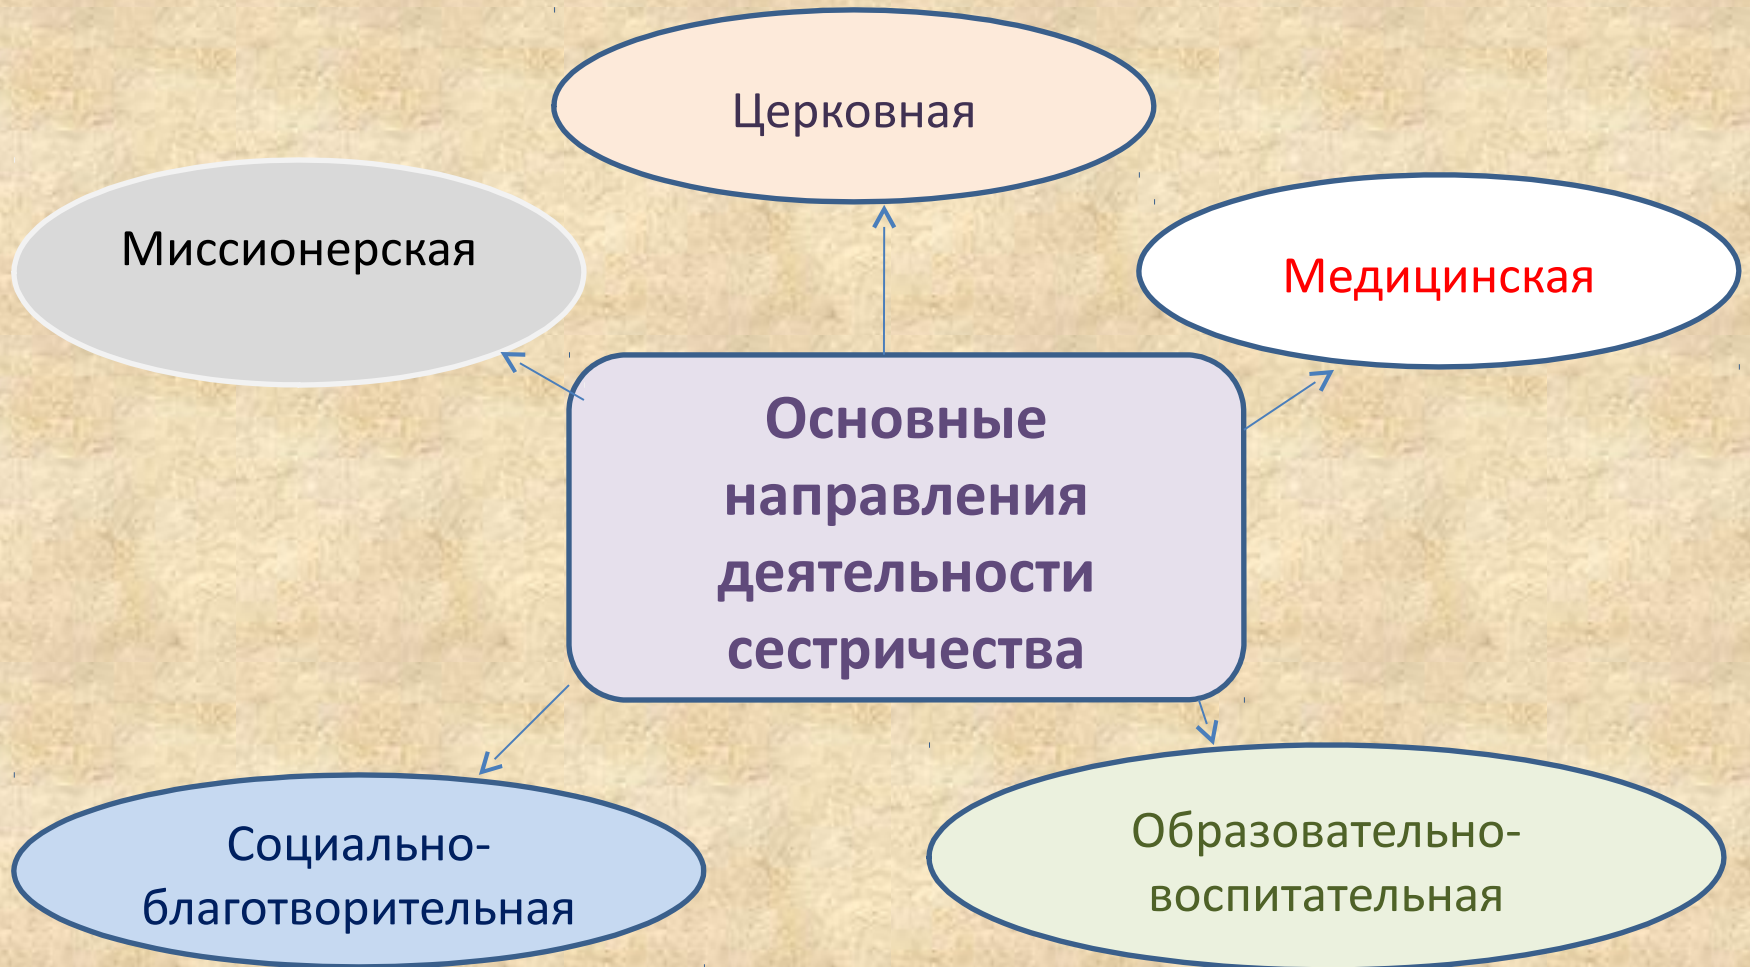 Церковная
Миссионерская
Медицинская
Основные
направления
деятельности
сестричества
Социально-
благотворительная
Образовательно-
воспитательная